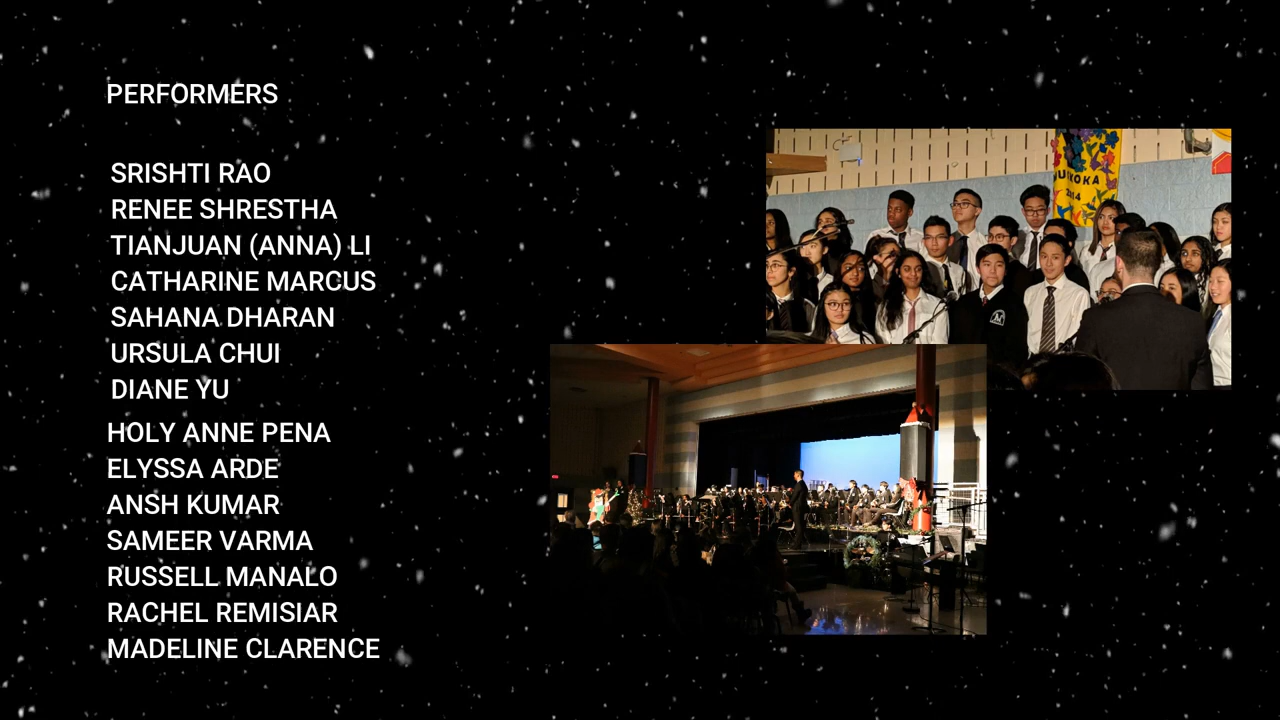 PERFORMERS
SRISHTI RAO
RENEE SHRESTHA
TIANJUAN (ANNA) LI
CATHARINE MARCUS
SAHANA DHARAN
URSULA CHUI
DIANE YU
HOLY ANNE PENA
ELYSSA ARDE
ANSH KUMAR
SAMEER VARMA
RUSSELL MANALO
RACHEL REMISIAR
MADELINE CLARENCE
2014